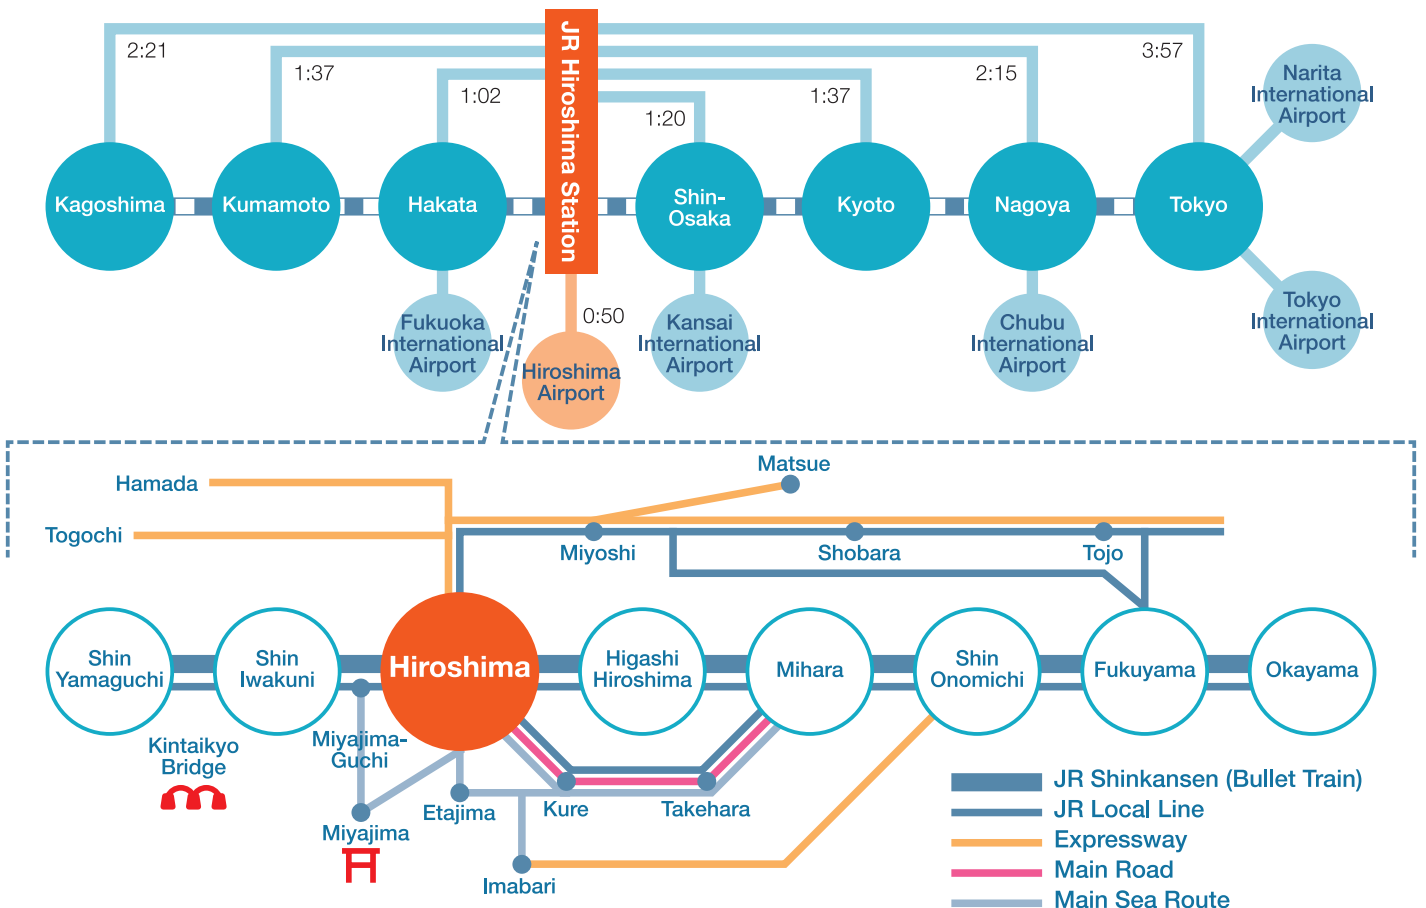 2:21
1:37
1:02
JR Hiroshima Station
1:20
1:37
2:15
3:57
Narita
International
Airport
Kagoshima
Kumamoto
Hakata
Shin-
Osaka
Kyoto
Nagoya
Tokyo
Fukuoka
International
Airport
0:50
Hiroshima
Airport
Kansai
International
Airport
Chubu
International
Airport
Tokyo
International
Airport
Hamada
Togochi
Matsue
Miyoshi
Shobara
Tojo
Shin
Yamaguchi
Shin
Iwakuni
Hiroshima
Higashi
Hiroshima
Mihara
Shin
Onomichi
Fukuyama
Okayama
Kintaikyo
Bridge
Miyajima-
Guchi
Miyajima
Etajima
Kure
Takehara
Imabari
JR Shinkansen (Bullet Train)
JR Local Line
Expressway
Main Road
Main Sea Route